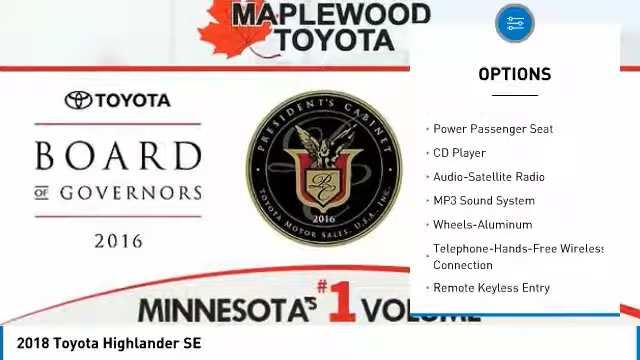 MAPLEWOOD
TOYOTA
TOYOTA
BOARD
OF GOVERNORS
2016
PRESIDENT'S CABINET
PC
2016
TOYOTA MOTOR SALES, U.S.A., INC.
MINNESOTA'S #1 VOLUME
OPTIONS
Power Passenger Seat
CD Player
Audio-Satellite Radio
MP3 Sound System
Wheels-Aluminum
Telephone-Hands-Free Wireless
Connection
Remote Keyless Entry
2018 Toyota Highlander SE